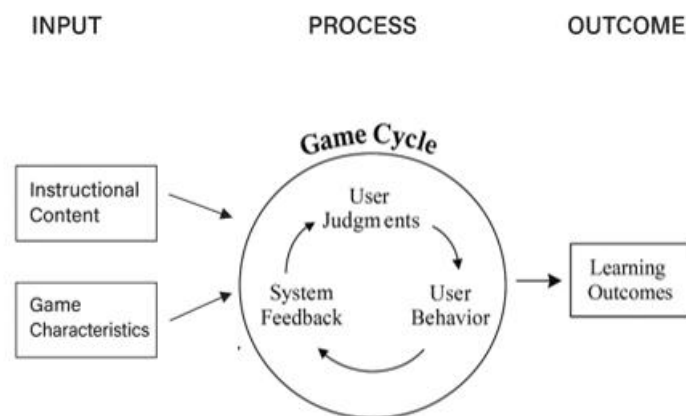 INPUT
PROCESS
OUTCOME
Game Cycle
Instructional
Content
Game
Characteristics
User
Judgments
System
Feedback
User
Behavior
Learning
Outcomes